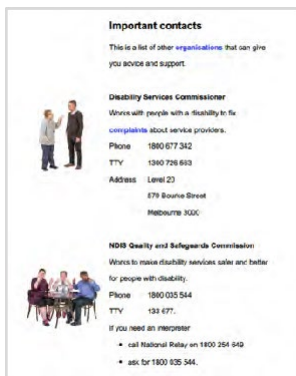 Important contacts
This is a list of other organisations that can give
you advice and support.
Disability Services Commissioner
Works with people with a disability to fix
complaints about service providers.
Phone 1800 677 342
TTY 1300 726 563
Address Level 20
570 Bourke Street
Melbourne 3000
NDIS Quality and Safeguards Commission
Works to make disability services safer and better
for people with disability.
Phone 1800 035 544
TTY 133 677.
If you need an interpreter
• call National Relay on 1800 254 649
• ask for 1800 035 544.